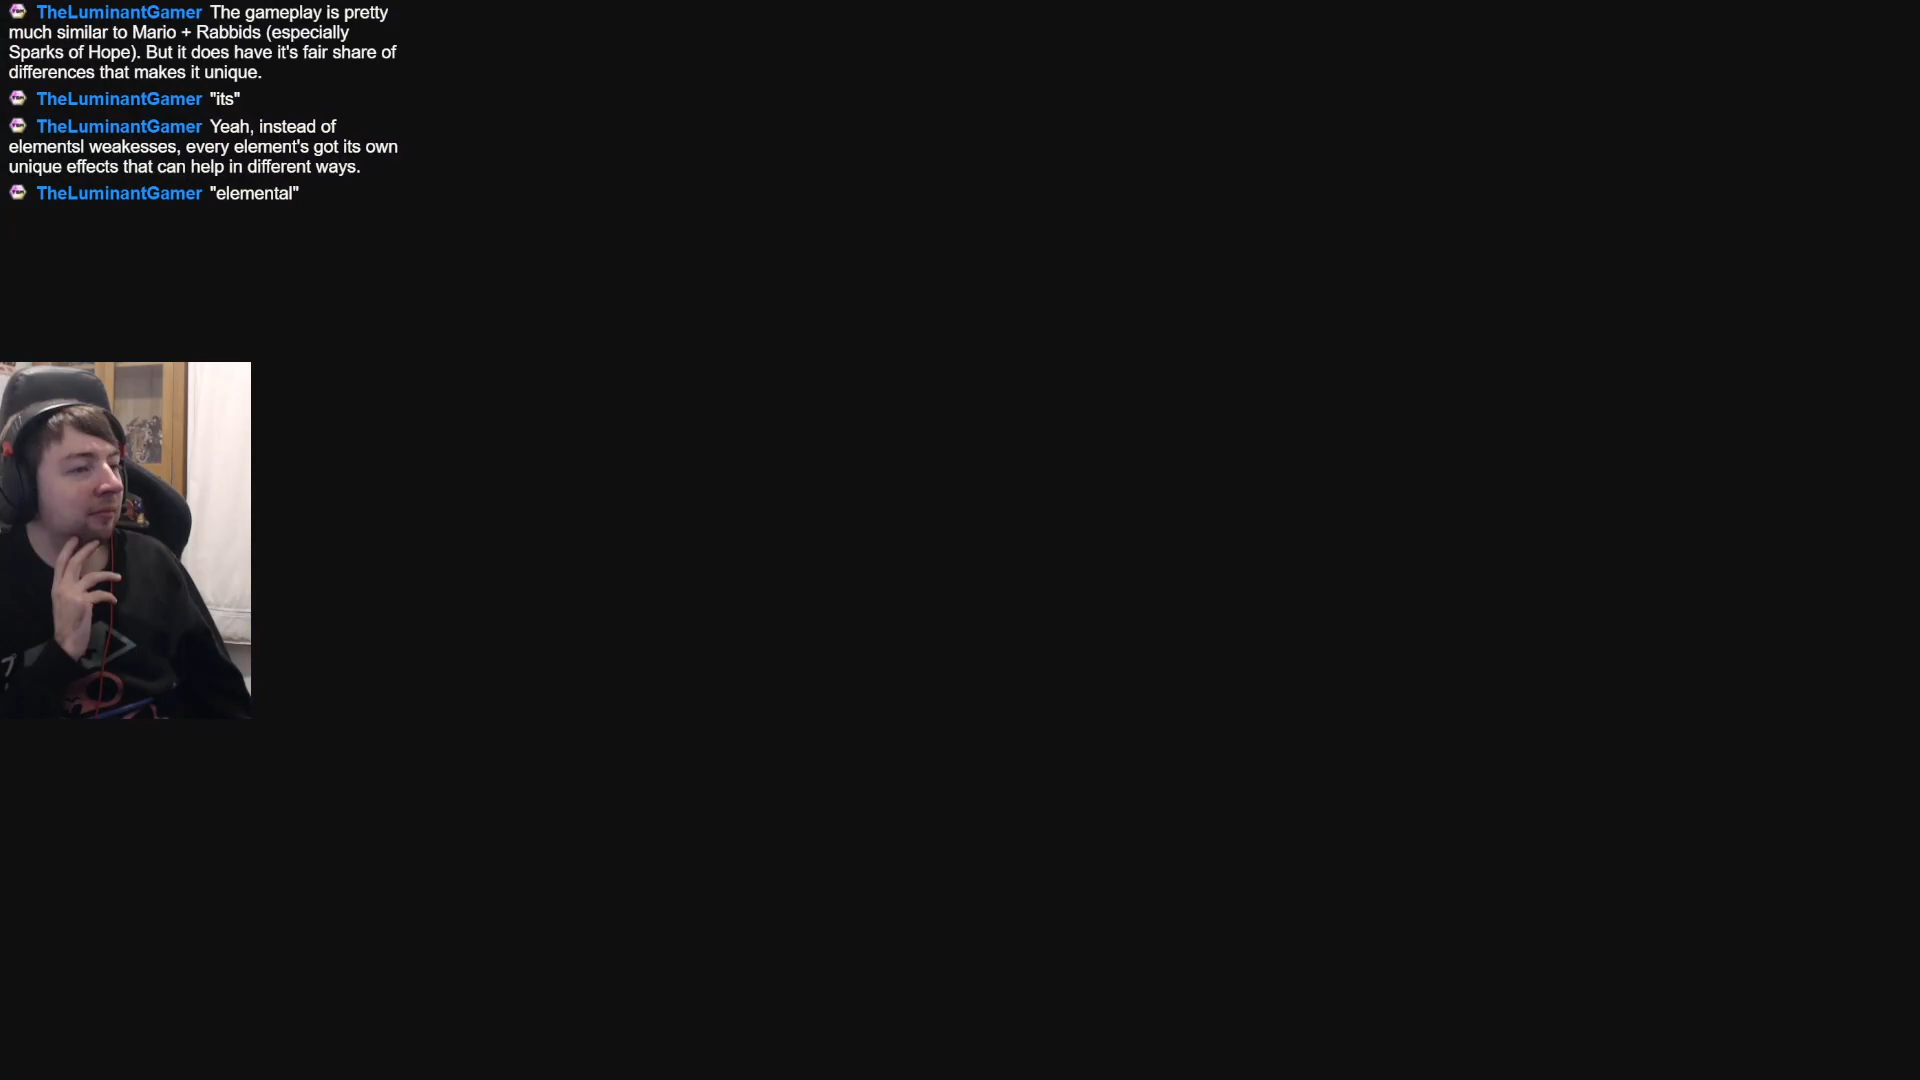 TheLuminantGamer The gameplay is pretty
much similar to Mario + Rabbids (especially
Sparks of Hope). But it does have it's fair share of
differences that makes it unique.
TheLuminantGamer "its"
TheLuminantGamer Yeah, instead of
elementsl weakesses, every element's got its own
unique effects that can help in different ways.
TheLuminantGamer "elemental"